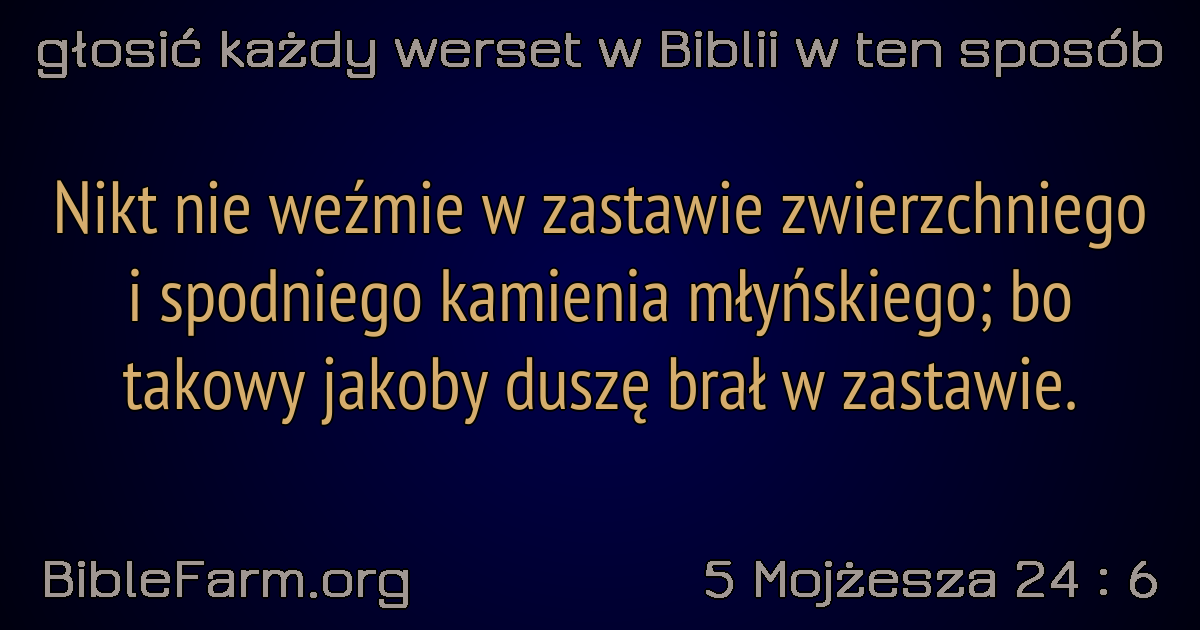 głosić każdy werset w Biblii w ten sposób
Nikt nie weźmie w zastawie zwierzchniego
i spodniego kamienia młyńskiego; bo
takowy jakoby duszę brał w zastawie.
BibleFarm.org
5 Mojżesza 24 : 6